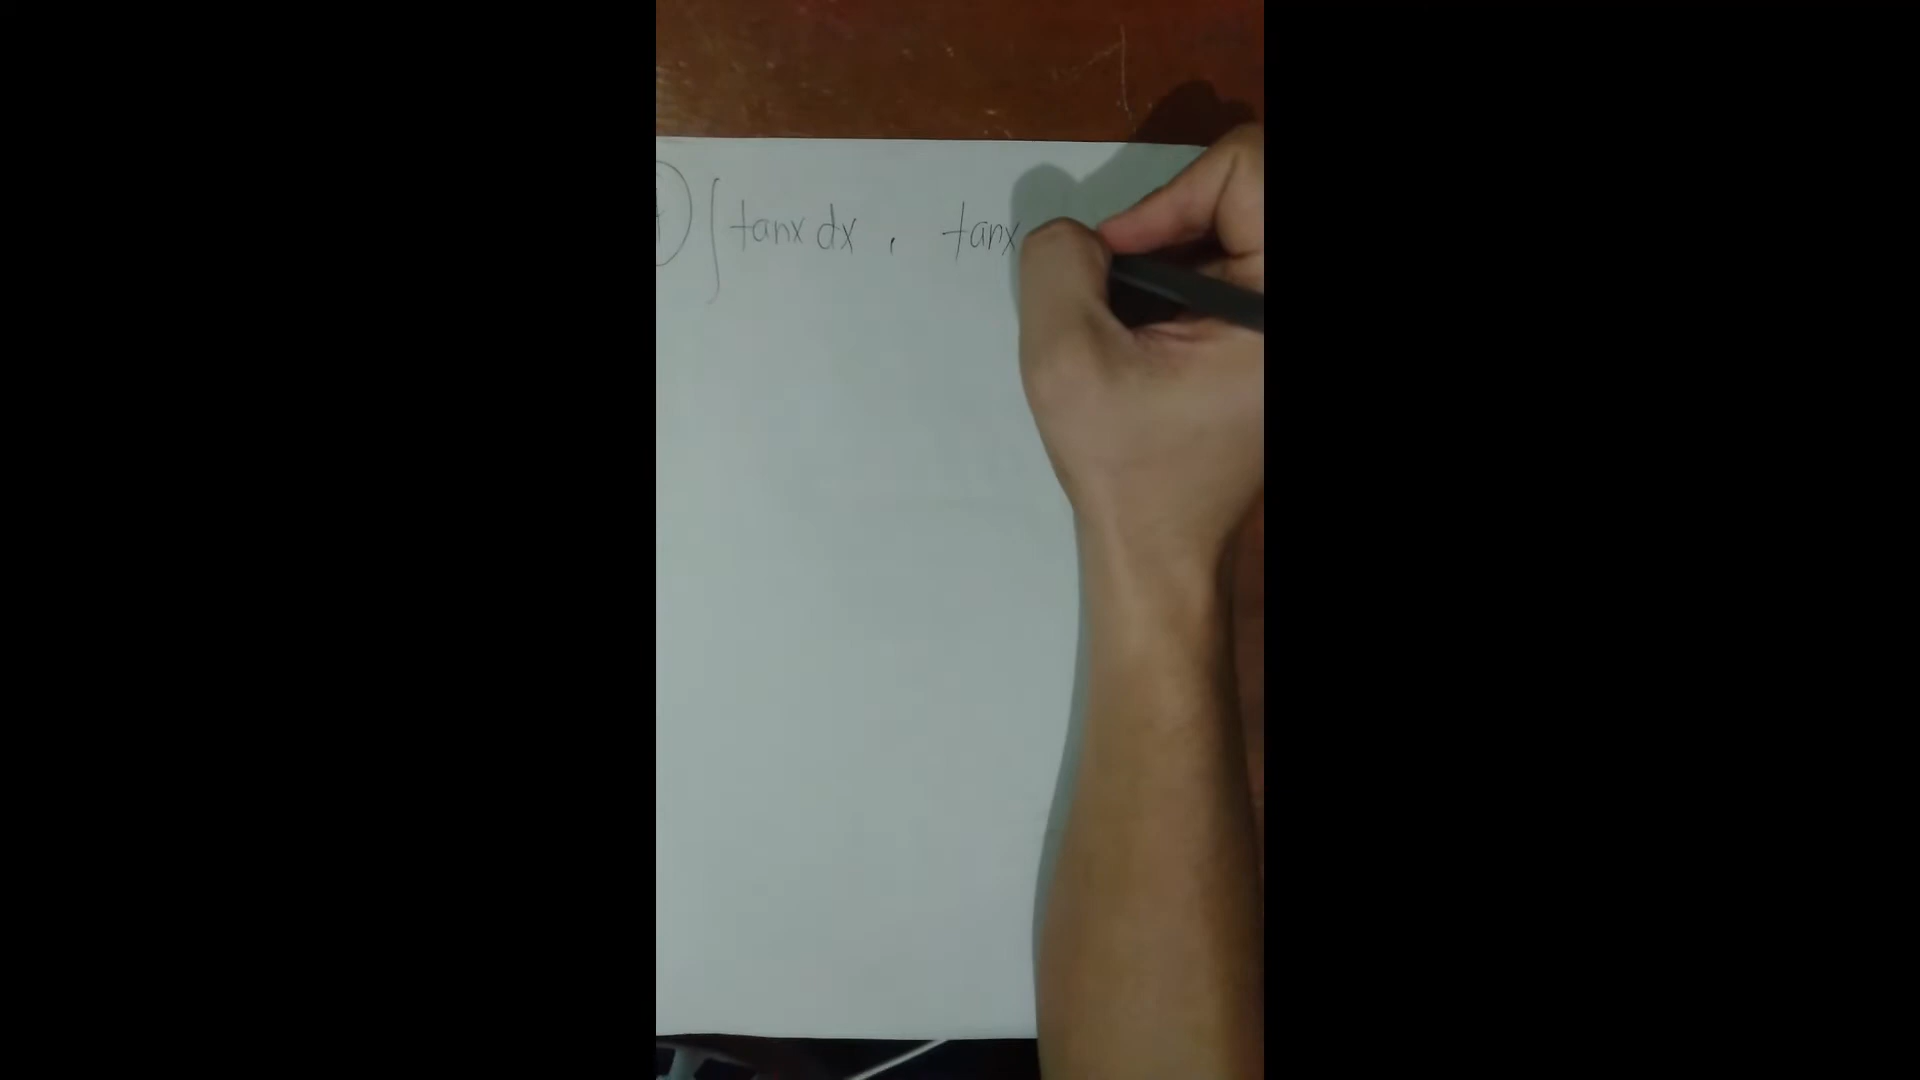 ∫ tanx dx , tanx